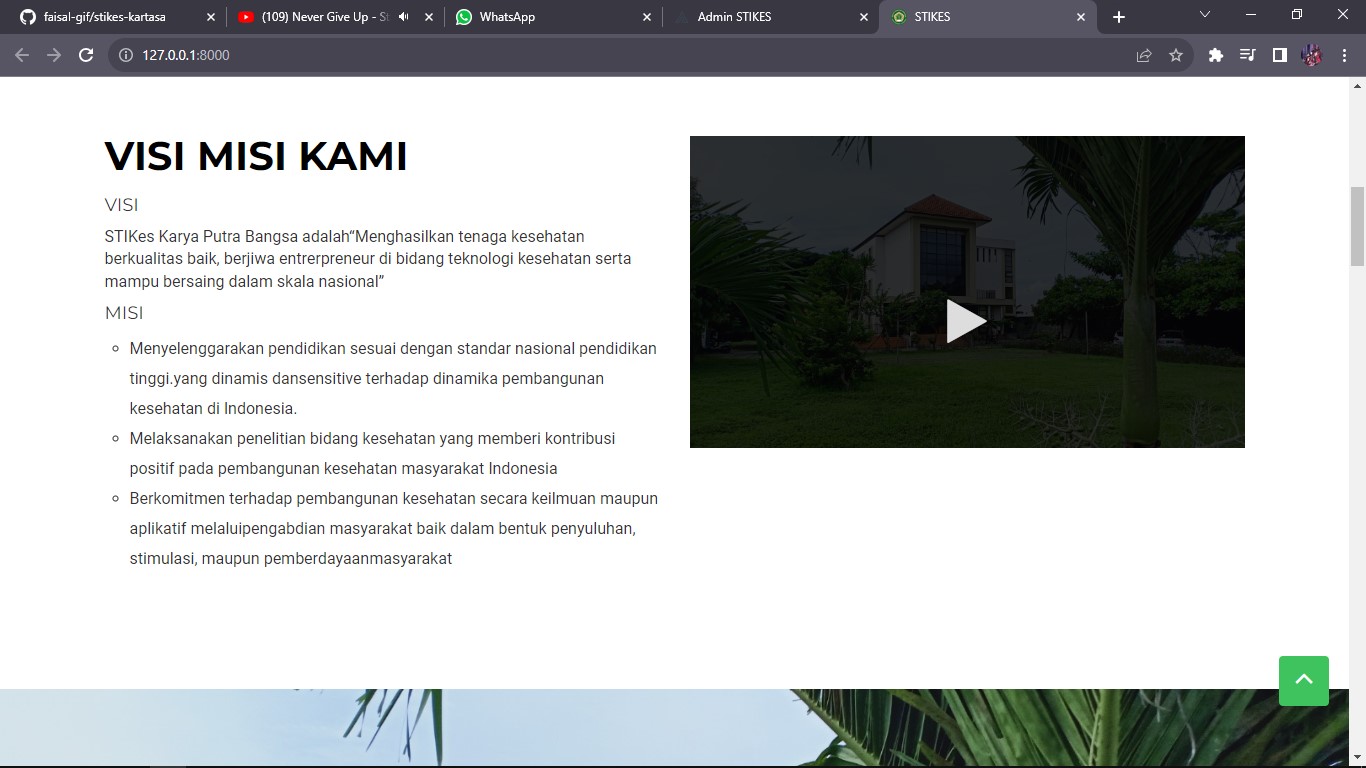 faisal-gif/stikes-kartasa
(109) Never Give Up - St
WhatsApp
Admin STIKES
STIKES
127.0.0.1:8000
VISI MISI KAMI
VISI
STIKes Karya Putra Bangsa adalah“Menghasilkan tenaga kesehatan
berkualitas baik, berjiwa entrerpreneur di bidang teknologi kesehatan serta
mampu bersaing dalam skala nasional”
MISI
Menyelenggarakan pendidikan sesuai dengan standar nasional pendidikan
tinggi.yang dinamis dansensitive terhadap dinamika pembangunan
kesehatan di Indonesia.
Melaksanakan penelitian bidang kesehatan yang memberi kontribusi
positif pada pembangunan kesehatan masyarakat Indonesia
Berkomitmen terhadap pembangunan kesehatan secara keilmuan maupun
aplikatif melaluipengabdian masyarakat baik dalam bentuk penyuluhan,
stimulasi, maupun pemberdayaanmasyarakat